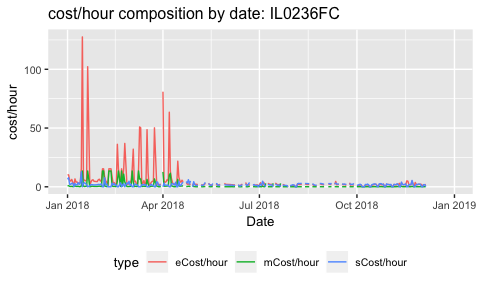 cost/hour composition by date: IL0236FC
cost/hour
100
50
0
Jan 2018 Apr 2018 Jul 2018 Oct 2018 Jan 2019
Date
type eCost/hour mCost/hour sCost/hour